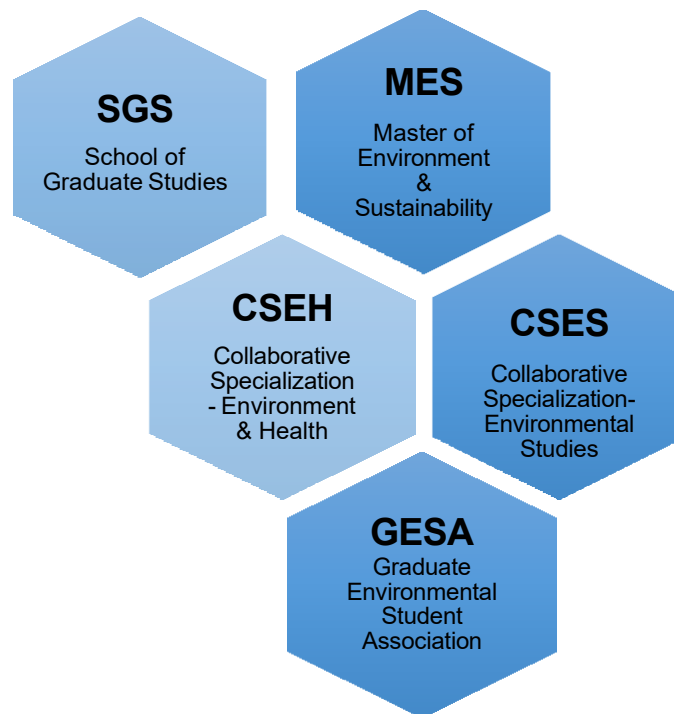 SGS
School of
Graduate Studies
MES
Master of
Environment
&
Sustainability
CSEH
Collaborative
Specialization
- Environment
& Health
CSES
Collaborative
Specialization-
Environmental
Studies
GESA
Graduate
Environmental
Student
Association